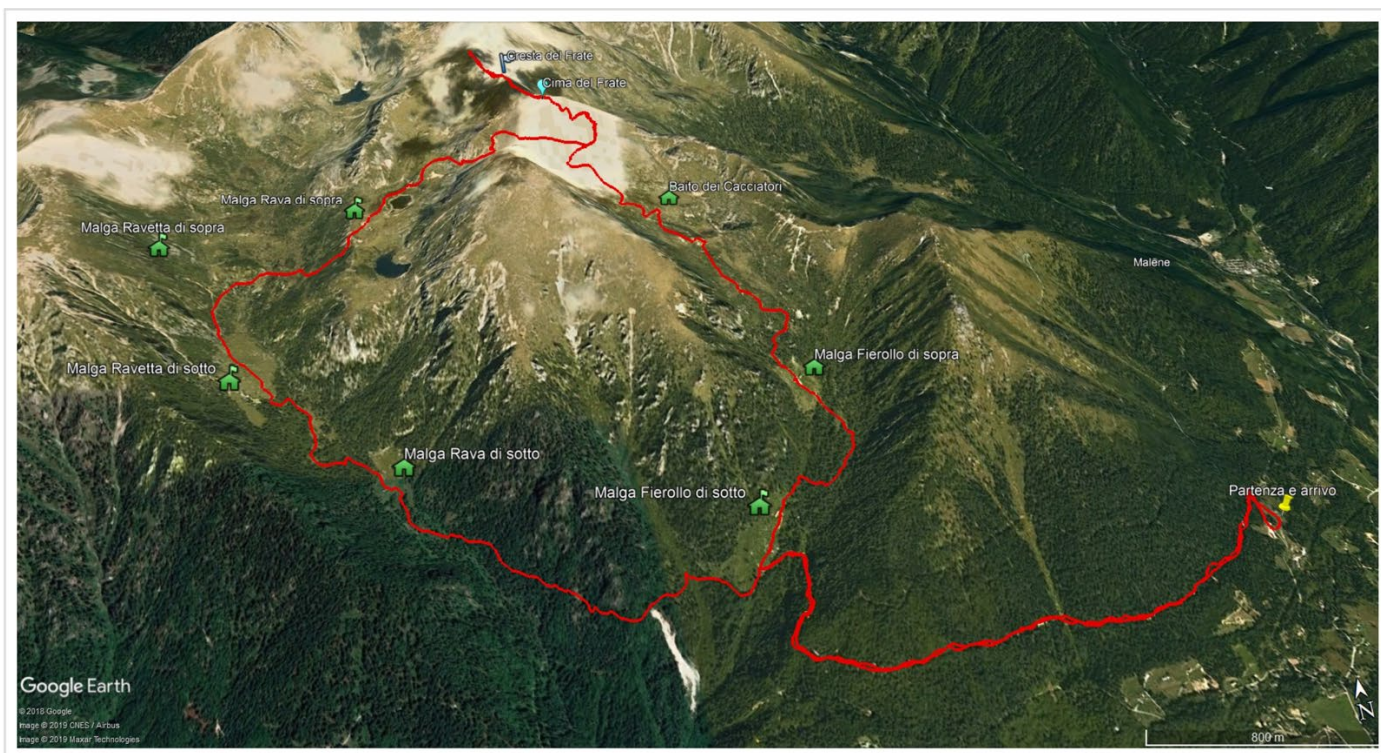 Cresta del Frate
Cima del Frate
Baito dei Cacciatori
Malga Rava di sopra
Malga Ravetta di sopra
Malène
Malga Fierollo di sopra
Malga Ravetta di sotto
Malga Rava di sotto
Malga Fierollo di sotto
Partenza e arrivo
Google Earth
© 2018 Google
Image © 2019 CNES / Airbus
Image © 2019 Maxar Technologies
N
800 m